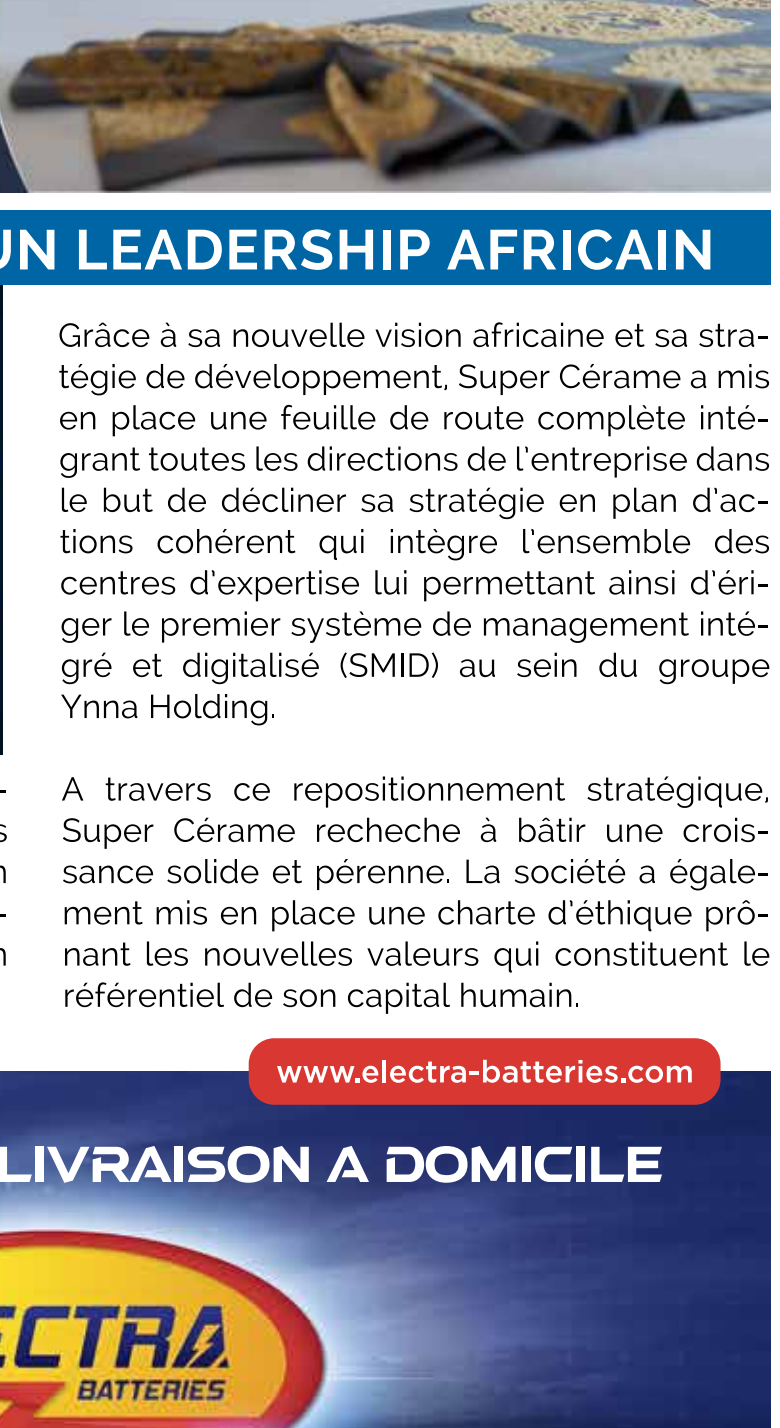 UN LEADERSHIP AFRICAIN
Grâce à sa nouvelle vision africaine et sa stra-
tégie de développement, Super Cérame a mis
en place une feuille de route complète inté-
grant toutes les directions de l'entreprise dans
le but de décliner sa stratégie en plan d'ac-
tions cohérent qui intègre l'ensemble des
centres d'expertise lui permettant ainsi d'éri-
ger le premier système de management inté-
gré et digitalisé (SMID) au sein du groupe
Ynna Holding.
A travers ce repositionnement stratégique,
Super Cérame recheche à bâtir une crois-
sance solide et pérenne. La société a égale-
ment mis en place une charte d'éthique prô-
nant les nouvelles valeurs qui constituent le
référentiel de son capital humain.
www.electra-batteries.com
LIVRAISON A DOMICILE
ECTRA
BATTERIES